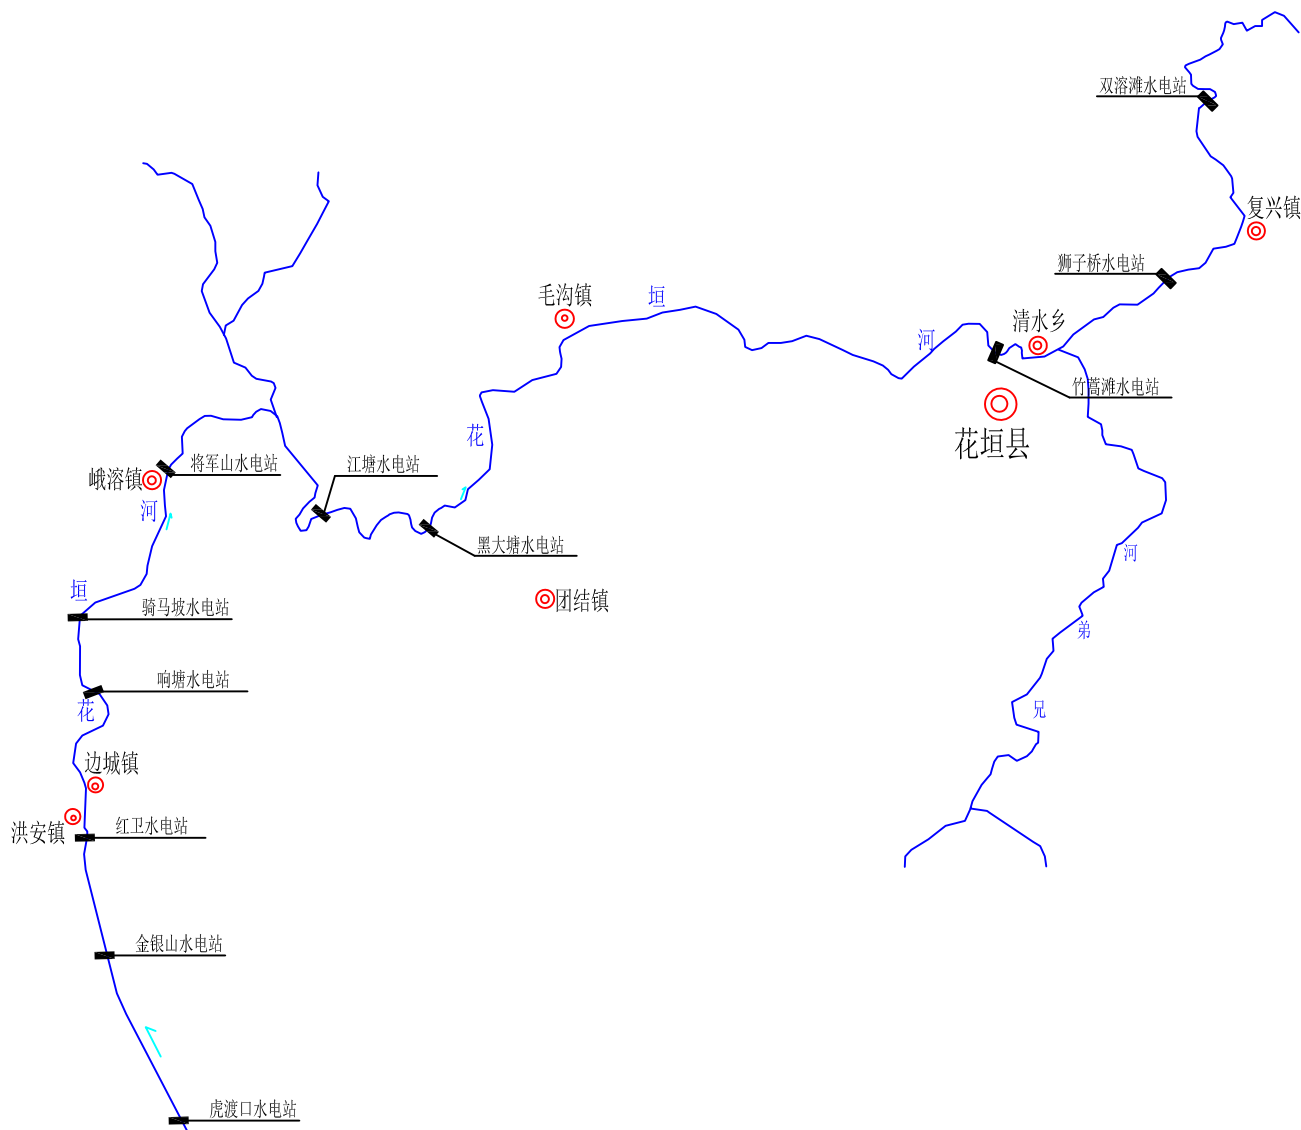 双溶滩水电站
复兴镇
狮子桥水电站
毛沟镇
垣
清水乡
河
竹蒿滩水电站
花
花垣县
将军山水电站
江塘水电站
峨溶镇
河
黑大塘水电站
河
垣
团结镇
骑马坡水电站
弟
响塘水电站
花
兄
边城镇
洪安镇
红卫水电站
金银山水电站
虎渡口水电站